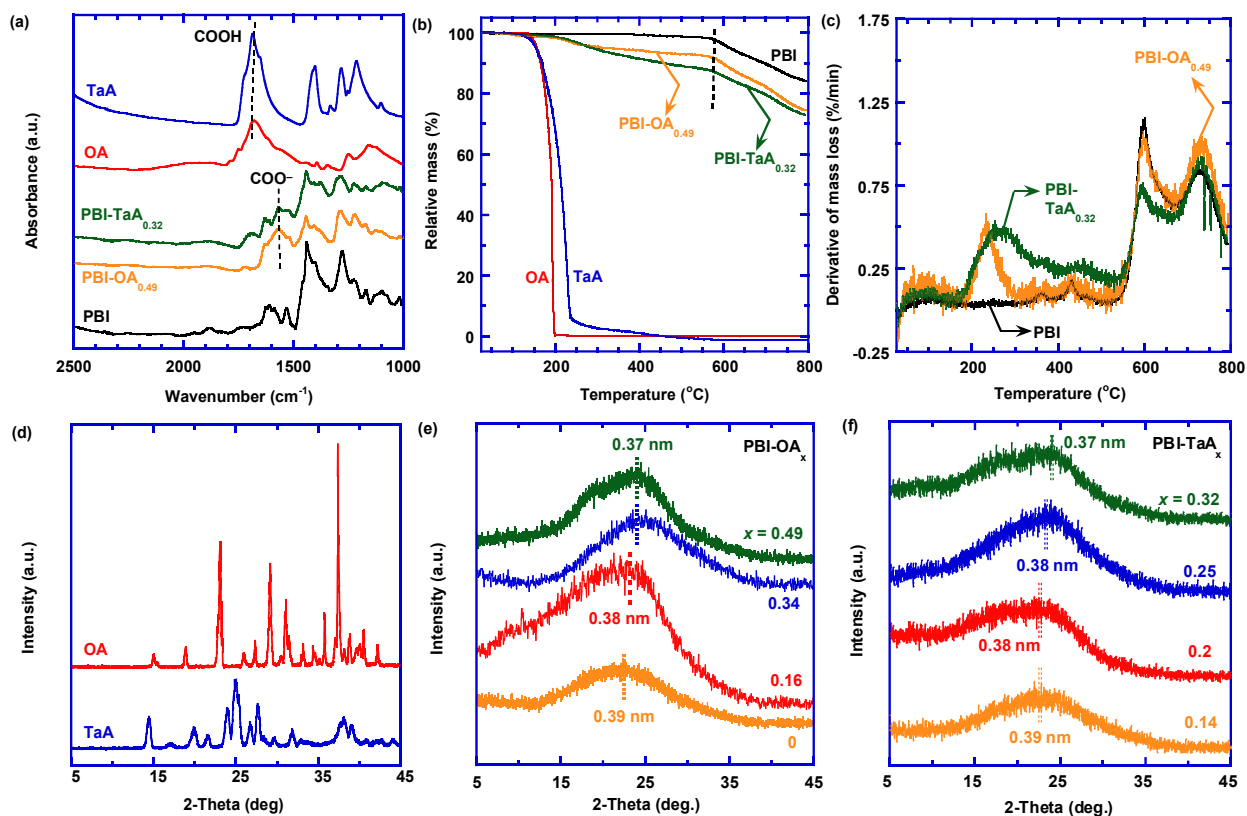 (a)
COOH
TaA
OA
COO⁻
PBI-TaA0.32
PBI-OA0.49
PBI
Absorbance (a.u.)
2500 2000 1500 1000
Wavenumber (cm⁻¹)
(b)
100
80
60
40
20
0
Relative mass (%)
PBI
PBI-OA0.49
PBI-TaA0.32
OA
TaA
200 400 600 800
Temperature (°C)
(c)
1.75
1.25
0.75
0.25
-0.25
Derivative of mass loss (%/min)
PBI-OA0.49
PBI-
TaA0.32
PBI
200 400 600 800
Temperature (°C)
(d)
OA
TaA
Intensity (a.u.)
5 15 25 35 45
2-Theta (deg)
(e)
0.37 nm
PBI-OAx
x = 0.49
0.34
0.38 nm
0.16
0.39 nm
0
Intensity (a.u.)
5 15 25 35 45
2-Theta (deg.)
(f)
0.37 nm
PBI-TaAx
x = 0.32
0.38 nm
0.25
0.38 nm
0.2
0.39 nm
0.14
Intensity (a.u.)
5 15 25 35 45
2-Theta (deg.)